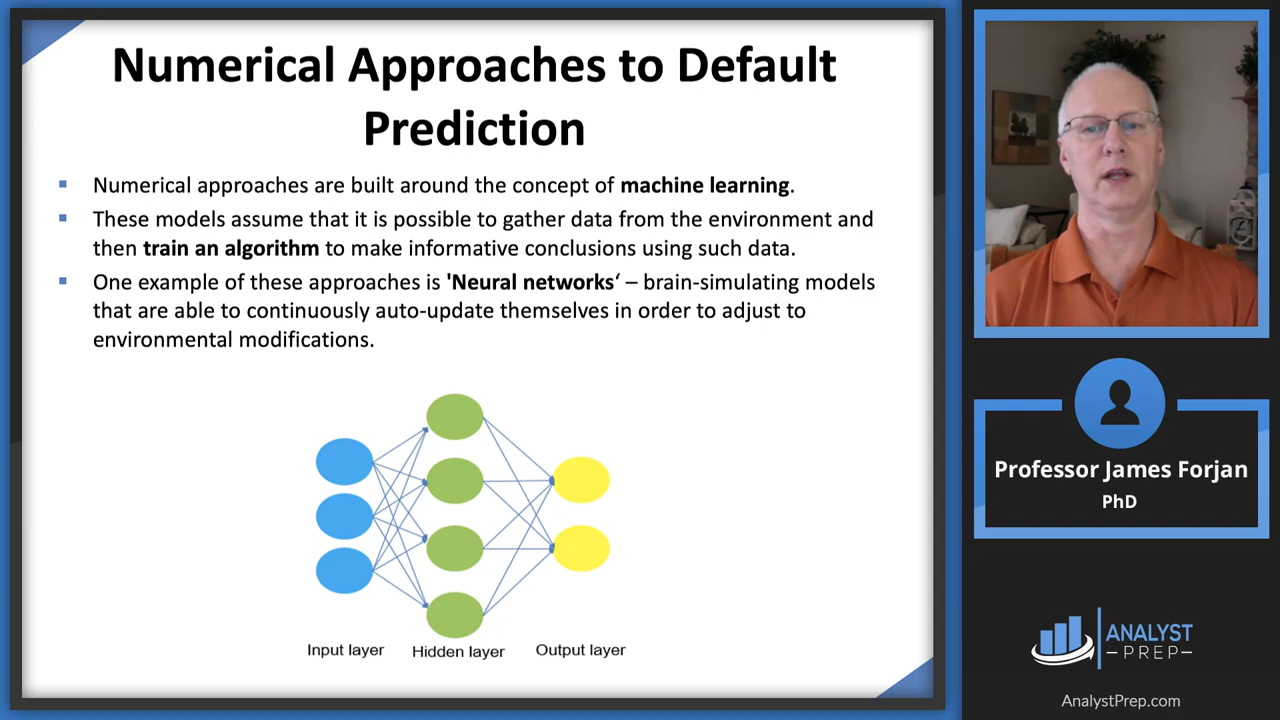 Numerical Approaches to Default
Prediction
▪ Numerical approaches are built around the concept of machine learning.
▪ These models assume that it is possible to gather data from the environment and
then train an algorithm to make informative conclusions using such data.
▪ One example of these approaches is 'Neural networks‘ – brain-simulating models
that are able to continuously auto-update themselves in order to adjust to
environmental modifications.
Input layer
Hidden layer
Output layer
Professor James Forjan
PhD
ANALYST
–PREP–
AnalystPrep.com